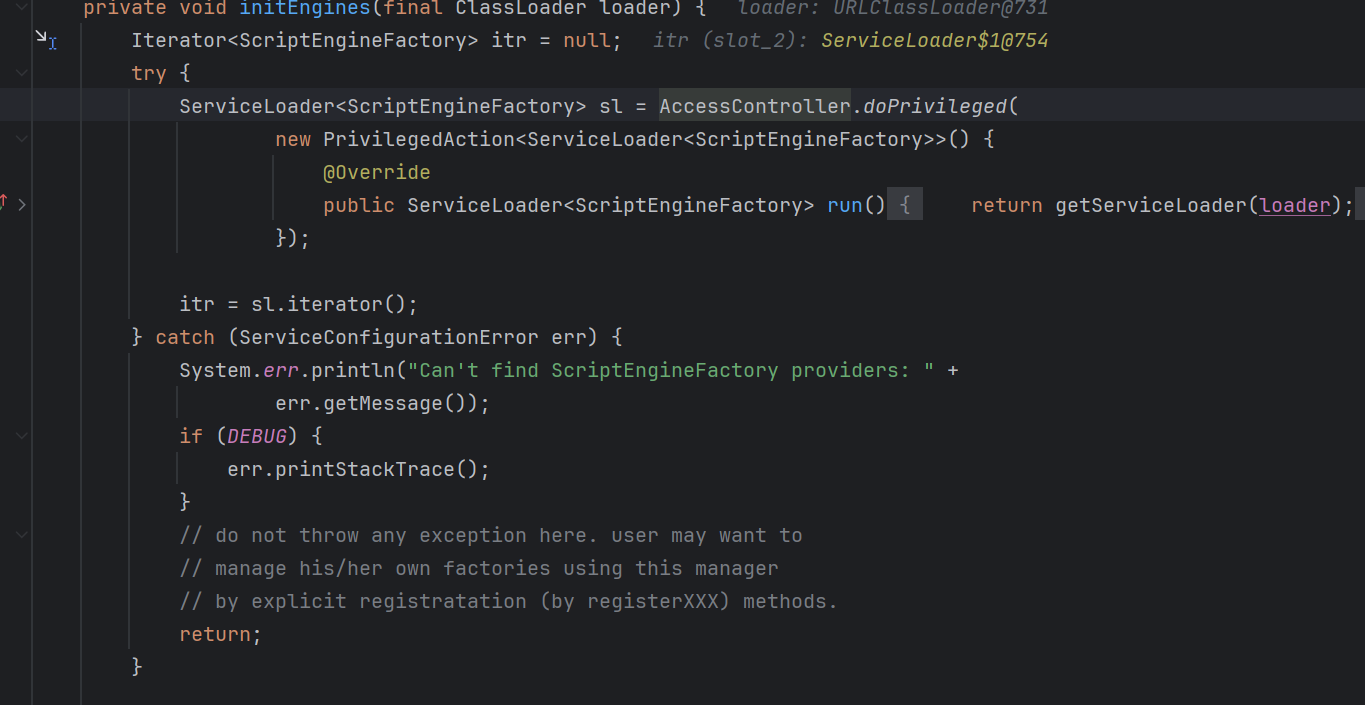 private void initEngines(final ClassLoader loader) {   loader: URLClassLoader@731
    Iterator<ScriptEngineFactory> itr = null;   itr (slot_2): ServiceLoader$1@754
    try {
        ServiceLoader<ScriptEngineFactory> sl = AccessController.doPrivileged(
                new PrivilegedAction<ServiceLoader<ScriptEngineFactory>>() {
                    @Override
                    public ServiceLoader<ScriptEngineFactory> run() {    return getServiceLoader(loader);
                });

        itr = sl.iterator();
    } catch (ServiceConfigurationError err) {
        System.err.println("Can't find ScriptEngineFactory providers: " +
                err.getMessage());
        if (DEBUG) {
            err.printStackTrace();
        }
        // do not throw any exception here. user may want to
        // manage his/her own factories using this manager
        // by explicit registratation (by registerXXX) methods.
        return;
    }